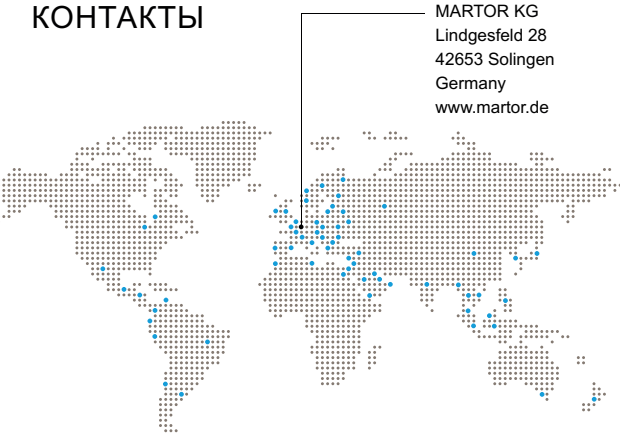 КОНТАКТЫ
MARTOR KG
Lindgesfeld 28
42653 Solingen
Germany
www.martor.de